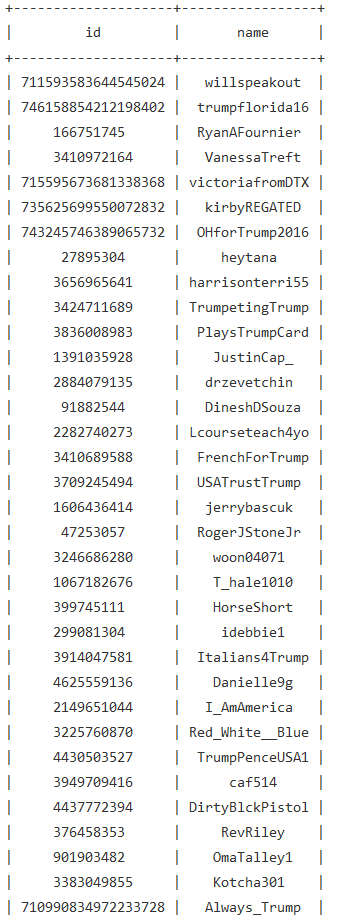 +-------------------+----------------+
| id | name |
+-------------------+----------------+
| 711593583644545024 | willspeakout |
| 746158854212198402 | trumpflorida16 |
| 166751745 | RyanAFournier |
| 3410972164 | VanessaTreft |
| 715595673681338368 | victoriafromDTX |
| 735625699550072832 | kirbyREGATED |
| 743245746389065732 | OHforTrump2016 |
| 27895304 | heytana |
| 3656965641 | harrisonterri55 |
| 3424711689 | TrumpetingTrump |
| 3836008983 | PlaysTrumpCard |
| 1391035928 | JustinCap_ |
| 2884079135 | drzevetchin |
| 91882544 | DineshDSouza |
| 2282740273 | Lcourseteach4yo |
| 3410689588 | FrenchForTrump |
| 3709245494 | USATrustTrump |
| 1606436414 | jerrybascuk |
| 47253057 | RogerJStoneJr |
| 3246686280 | woon04071 |
| 1067182676 | T_hale1010 |
| 399745111 | HorseShort |
| 299081304 | idebbie1 |
| 3914047581 | Italians4Trump |
| 4625559136 | Danielle9g |
| 2149651044 | I_AmAmerica |
| 3225760870 | Red_White__Blue |
| 4430503527 | TrumpPenceUSA1 |
| 3949709416 | caf514 |
| 4437772394 | DirtyBlckPistol |
| 376458353 | RevRiley |
| 901903482 | OmaTalley1 |
| 3383049855 | Kotcha301 |
| 710990834972233728 | Always_Trump |